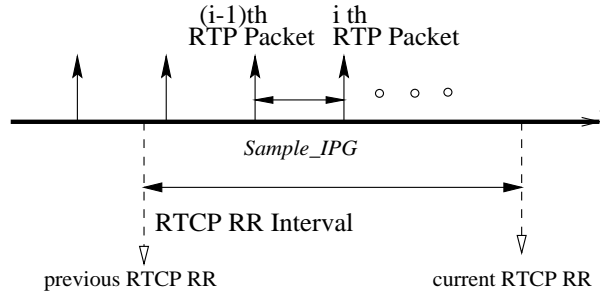 (i-1)th
RTP Packet
i th
RTP Packet
Sample_IPG
RTCP RR Interval
previous RTCP RR
current RTCP RR